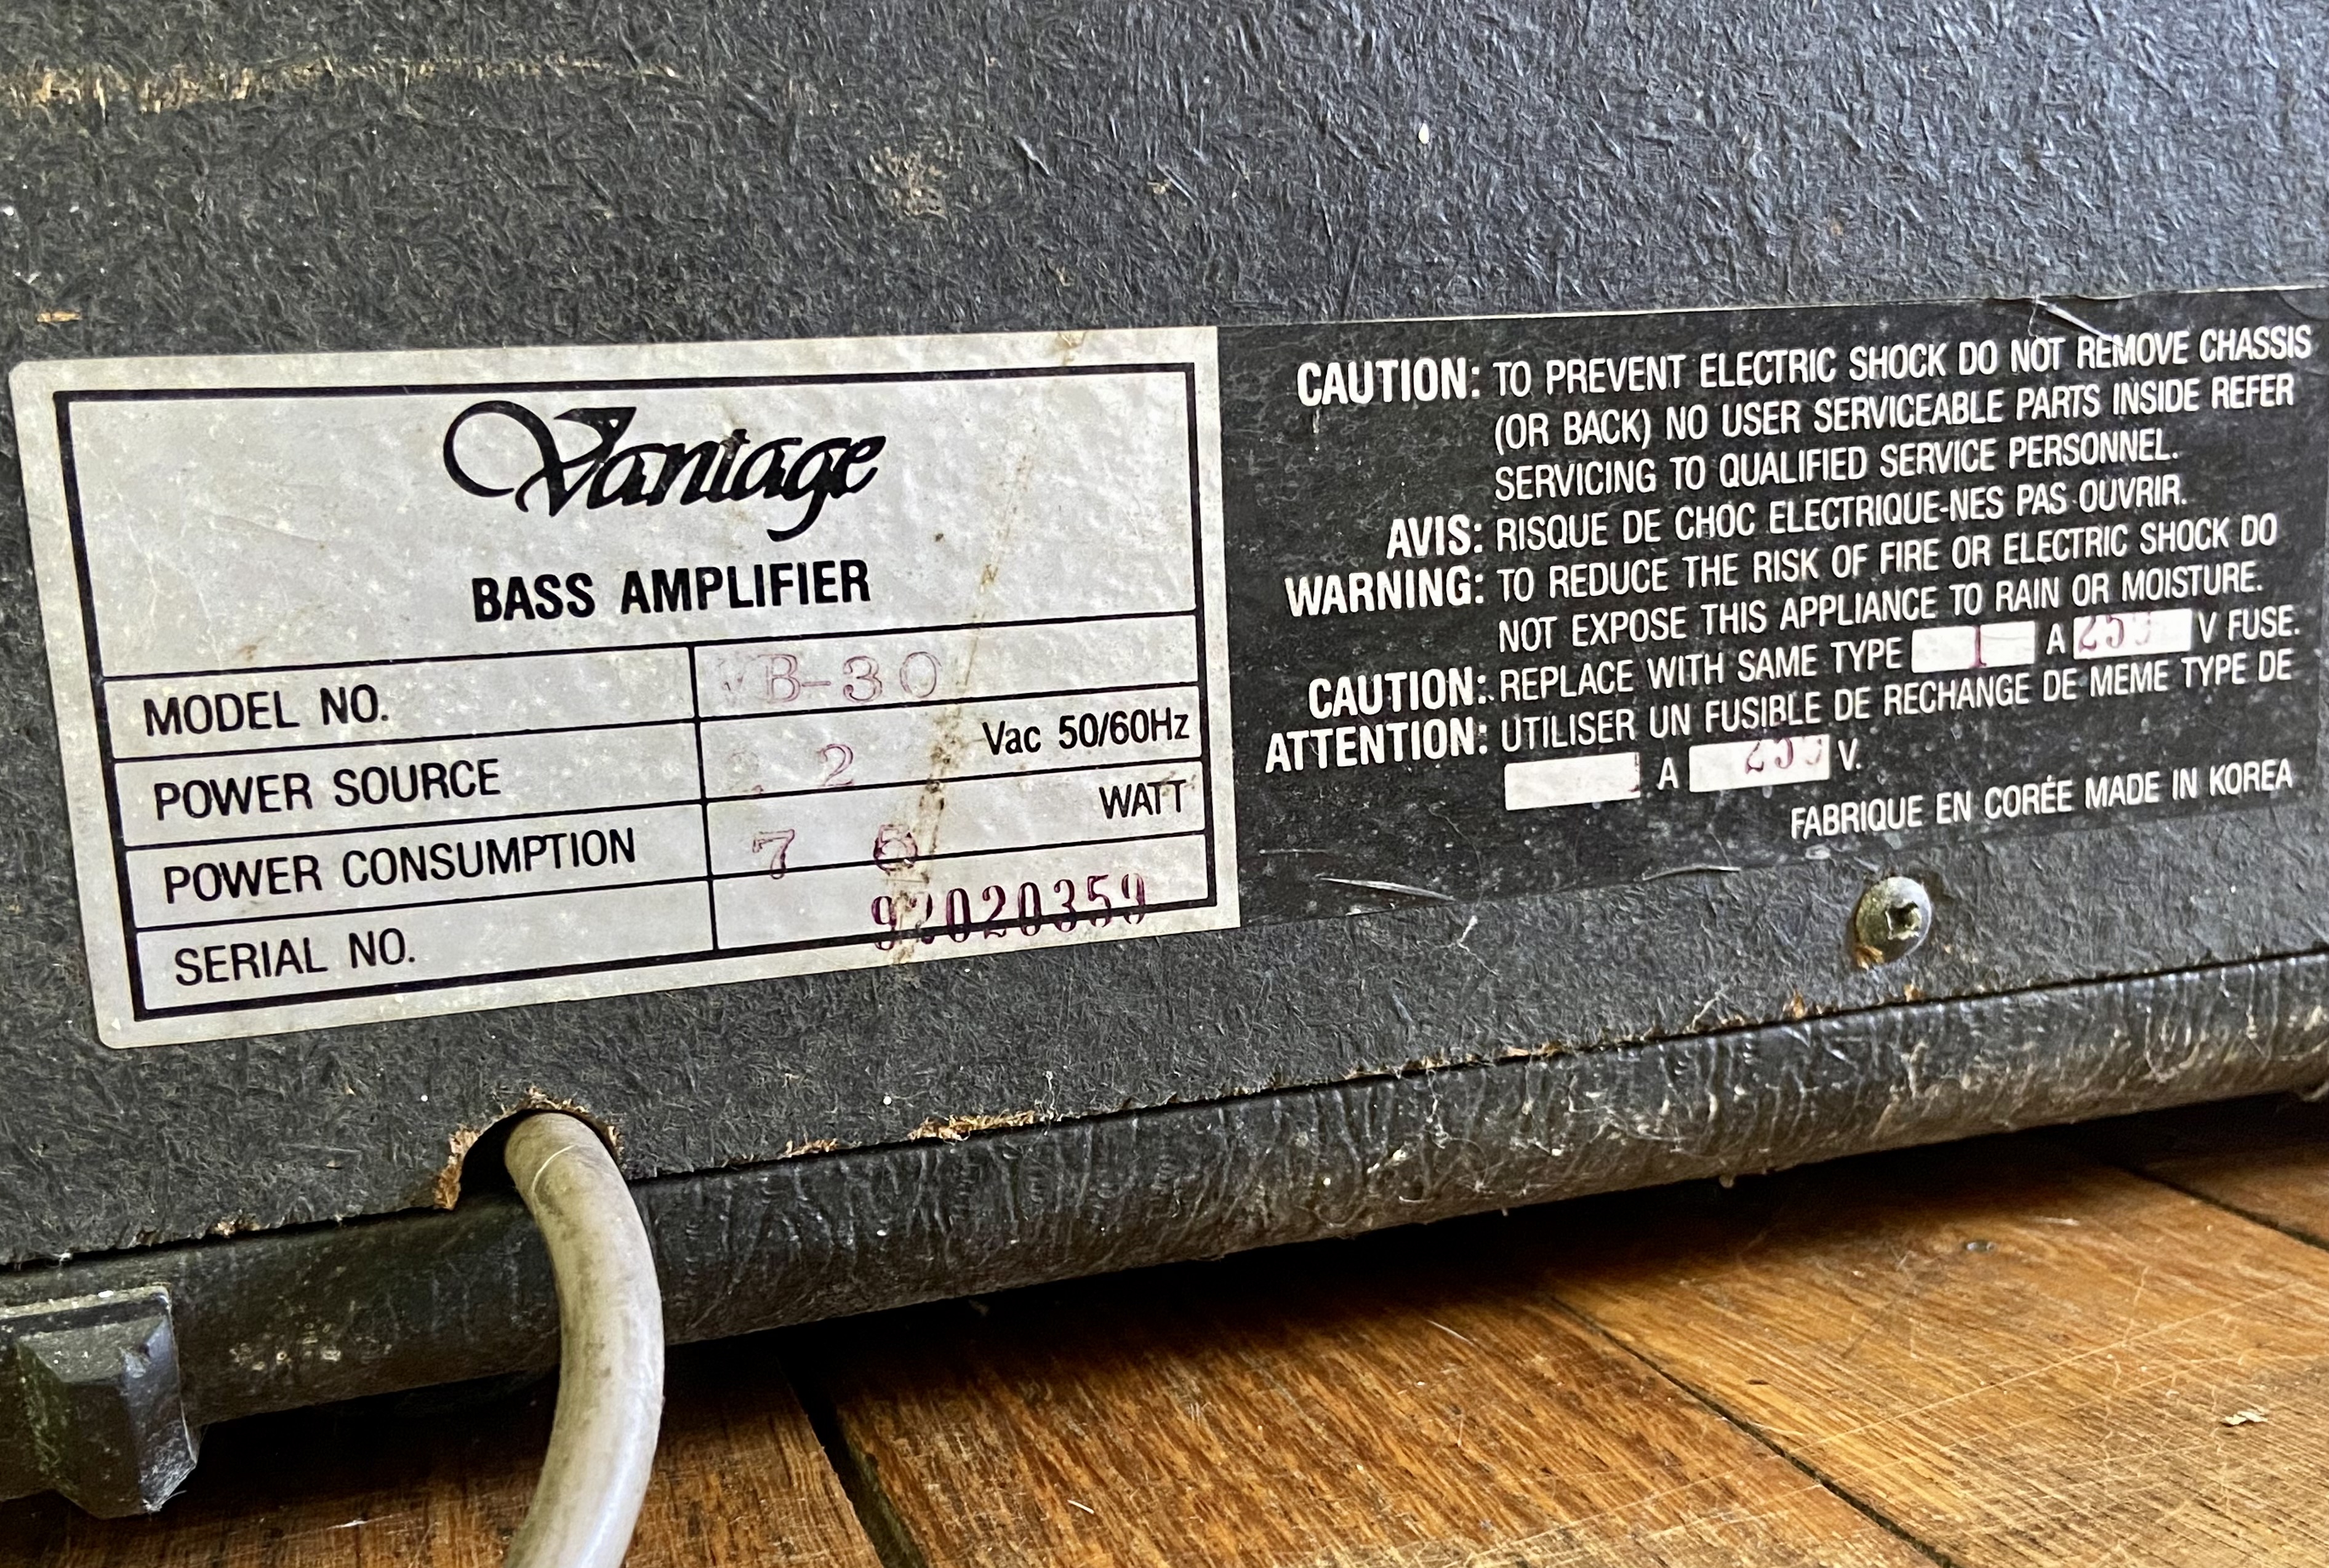 Vantage
BASS AMPLIFIER
MODEL NO. VB-30
POWER SOURCE 2 Vac 50/60Hz
POWER CONSUMPTION 7 5 WATT
SERIAL NO.
CAUTION: TO PREVENT ELECTRIC SHOCK DO NOT REMOVE CHASSIS
(OR BACK) NO USER SERVICEABLE PARTS INSIDE REFER
SERVICING TO QUALIFIED SERVICE PERSONNEL.
AVIS: RISQUE DE CHOC ELECTRIQUE-NES PAS OUVRIR.
WARNING: TO REDUCE THE RISK OF FIRE OR ELECTRIC SHOCK DO
NOT EXPOSE THIS APPLIANCE TO RAIN OR MOISTURE.
CAUTION: REPLACE WITH SAME TYPE 1 A V FUSE.
ATTENTION: UTILISER UN FUSIBLE DE RECHANGE DE MEME TYPE DE
A V.
FABRIQUE EN CORÉE MADE IN KOREA